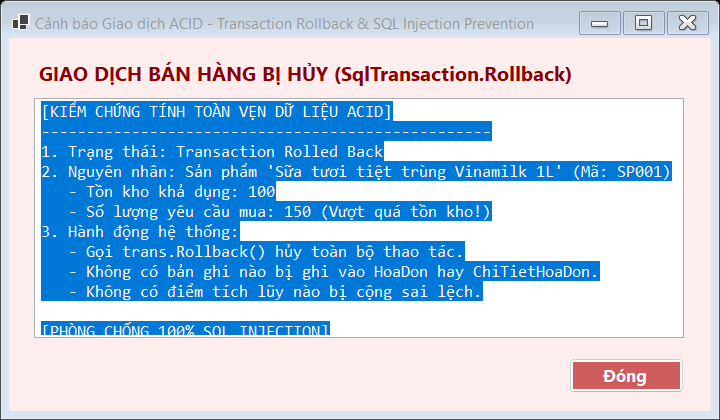 Cảnh báo Giao dịch ACID - Transaction Rollback & SQL Injection Prevention
GIAO DỊCH BÁN HÀNG BỊ HỦY (SqlTransaction.Rollback)
[KIỂM CHỨNG TÍNH TOÀN VẸN DỮ LIỆU ACID]
--------------------------------------------------
1. Trạng thái: Transaction Rolled Back
2. Nguyên nhân: Sản phẩm 'Sữa tươi tiệt trùng Vinamilk 1L' (Mã: SP001)
- Tồn kho khả dụng: 100
- Số lượng yêu cầu mua: 150 (Vượt quá tồn kho!)
3. Hành động hệ thống:
- Gọi trans.Rollback() hủy toàn bộ thao tác.
- Không có bản ghi nào bị ghi vào HoaDon hay ChiTietHoaDon.
- Không có điểm tích lũy nào bị cộng sai lệch.
[PHÒNG CHỐNG 100% SQL INJECTION]
Đóng